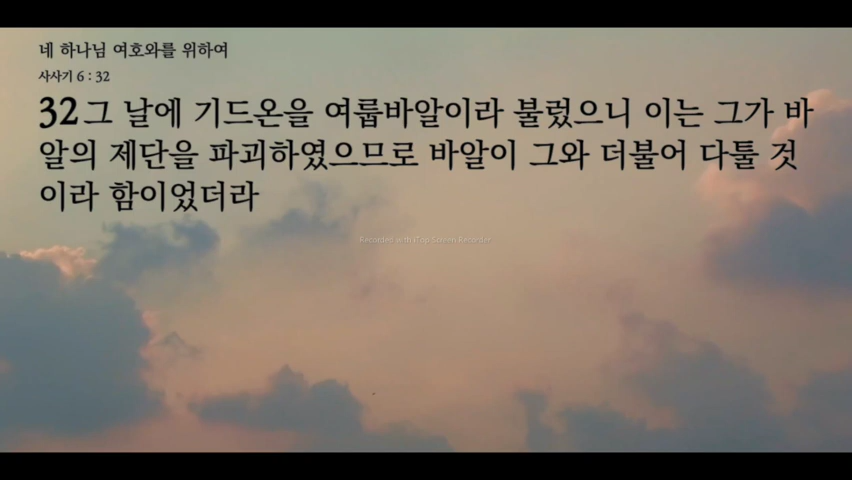 네 하나님 여호와를 위하여
사사기 6 : 32
32그 날에 기드온을 여룹바알이라 불렀으니 이는 그가 바
알의 제단을 파괴하였으므로 바알이 그와 더불어 다툴 것
이라 함이었더라
Recorded with iTop Screen Recorder